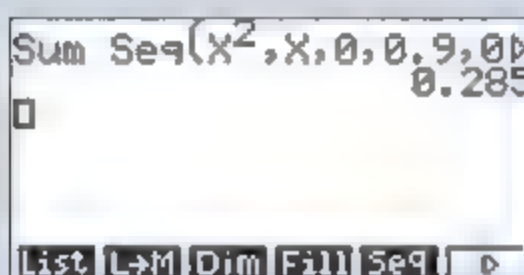 Sum Seq(X²,X,0,0.9,0▷
0.285
List L→M Dim Fill Seq ▷